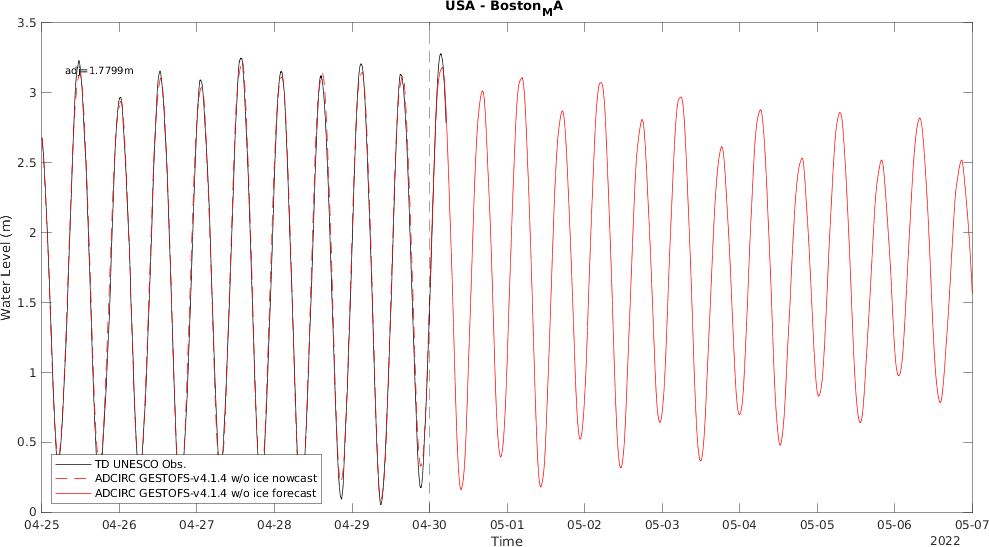 USA - Boston_MA
adj=1.7799m
3.5
3
2.5
2
1.5
1
0.5
0
Water Level (m)
TD UNESCO Obs.
ADCIRC GESTOFS-v4.1.4 w/o ice nowcast
ADCIRC GESTOFS-v4.1.4 w/o ice forecast
04-25 04-26 04-27 04-28 04-29 04-30 05-01 05-02 05-03 05-04 05-05 05-06 05-07
Time
2022